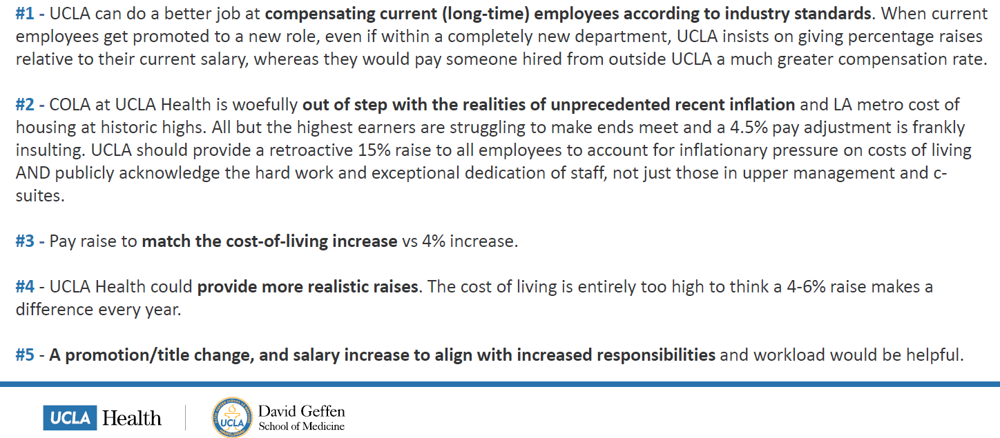 #1 - UCLA can do a better job at compensating current (long-time) employees according to industry standards. When current
employees get promoted to a new role, even if within a completely new department, UCLA insists on giving percentage raises
relative to their current salary, whereas they would pay someone hired from outside UCLA a much greater compensation rate.
#2 - COLA at UCLA Health is woefully out of step with the realities of unprecedented recent inflation and LA metro cost of
housing at historic highs. All but the highest earners are struggling to make ends meet and a 4.5% pay adjustment is frankly
insulting. UCLA should provide a retroactive 15% raise to all employees to account for inflationary pressure on costs of living
AND publicly acknowledge the hard work and exceptional dedication of staff, not just those in upper management and c-
suites.
#3 - Pay raise to match the cost-of-living increase vs 4% increase.
#4 - UCLA Health could provide more realistic raises. The cost of living is entirely too high to think a 4-6% raise makes a
difference every year.
#5 - A promotion/title change, and salary increase to align with increased responsibilities and workload would be helpful.
UCLA Health
UCLA
David Geffen
School of Medicine